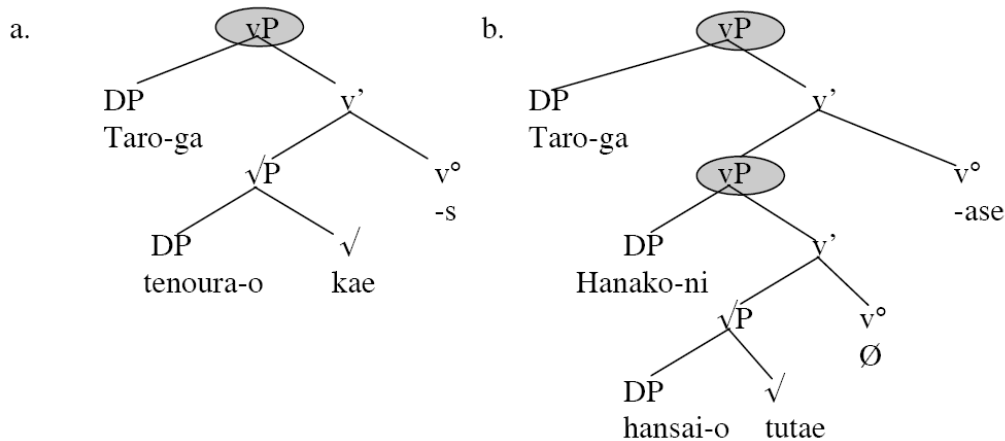 a.
vP
DP
v’
Taro-ga
√P
v°
-s
DP
√
tenoura-o
kae
b.
vP
DP
v’
Taro-ga
vP
v°
-ase
DP
v’
Hanako-ni
√P
v°
Ø
DP
√
hansai-o
tutae